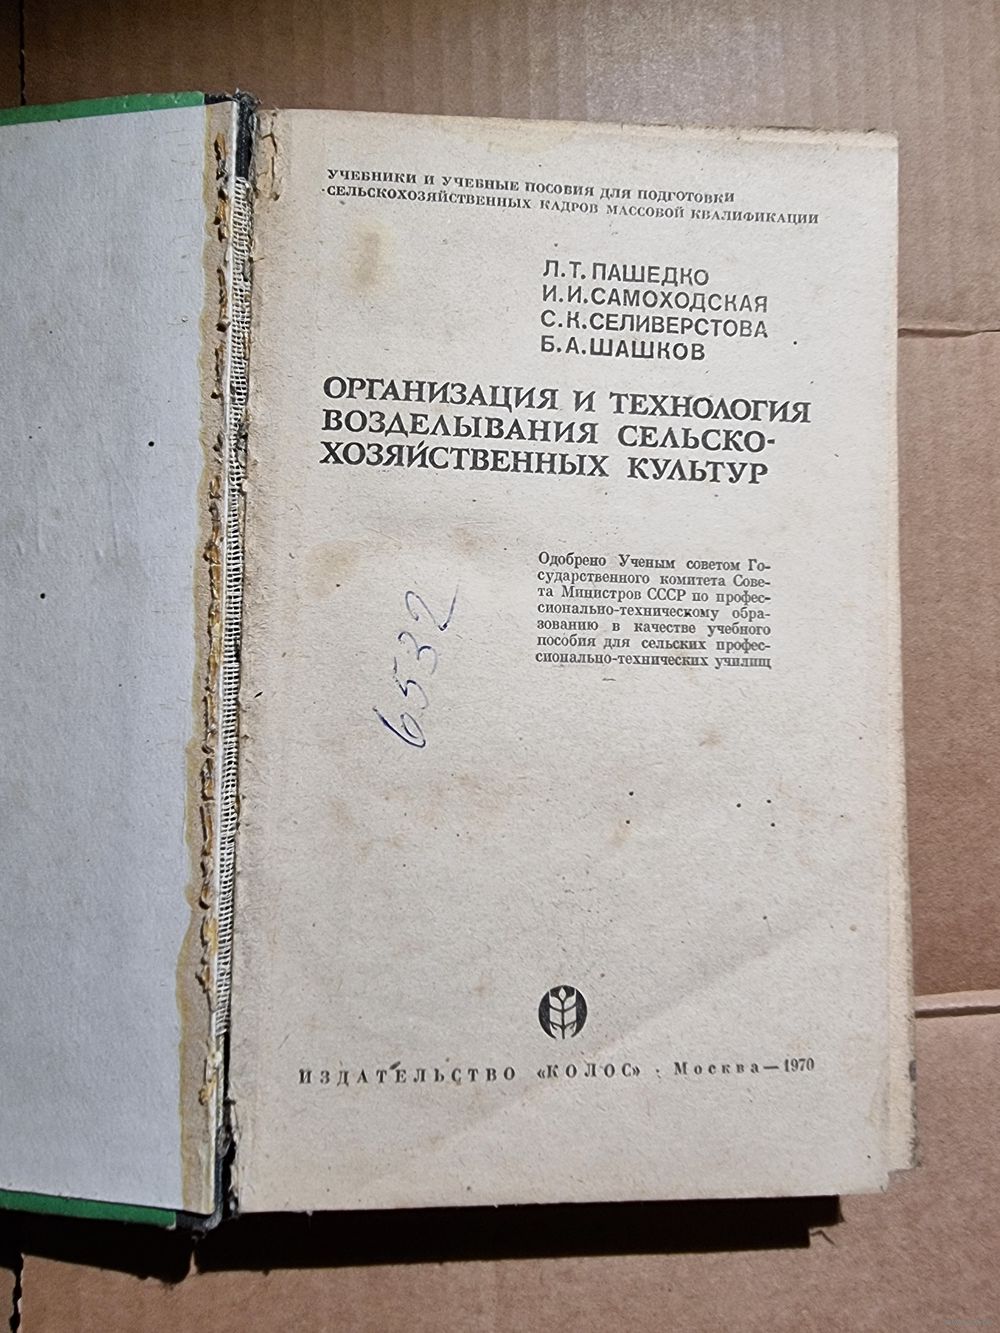 УЧЕБНИКИ И УЧЕБНЫЕ ПОСОБИЯ ДЛЯ ПОДГОТОВКИ
СЕЛЬСКОХОЗЯЙСТВЕННЫХ КАДРОВ МАССОВОЙ КВАЛИФИКАЦИИ
Л. Т. ПАШЕДКО
И. И. САМОХОДСКАЯ
С. К. СЕЛИВЕРСТОВА
Б. А. ШАШКОВ
ОРГАНИЗАЦИЯ И ТЕХНОЛОГИЯ
ВОЗДЕЛЫВАНИЯ СЕЛЬСКО-
ХОЗЯЙСТВЕННЫХ КУЛЬТУР
Одобрено Ученым советом Го-
сударственного комитета Сове-
та Министров СССР по профес-
сионально-техническому обра-
зованию в качестве учебного
пособия для сельских профес-
сионально-технических училищ
6532
ИЗДАТЕЛЬСТВО «КОЛОС» · Москва—1970